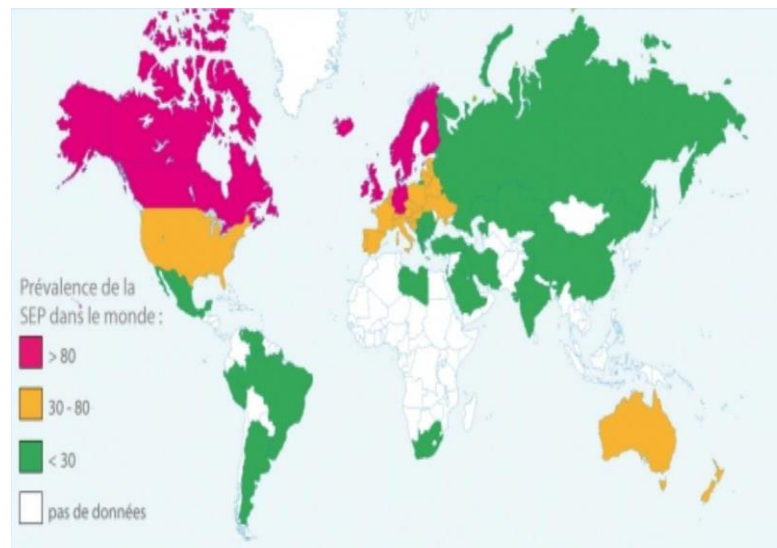 Prévalence de la
SEP dans le monde :
> 80
30 - 80
< 30
pas de données